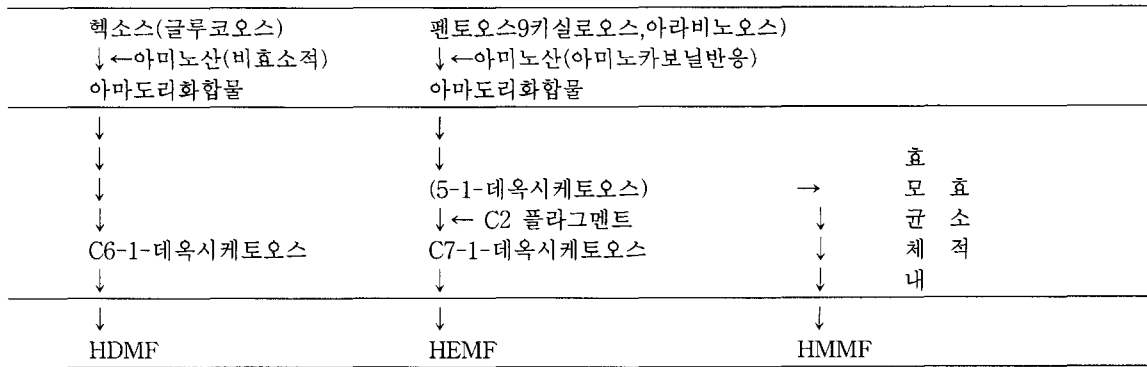 헥소스(글루코오스) 펜토오스9키실로오스,아라비노오스)
↓←아미노산(비효소적) ↓←아미노산(아미노카보닐반응)
아마도리화합물 아마도리화합물
↓ ↓
↓ ↓ 효
↓ (5-1-데옥시케토오스) → 모 효
↓ ↓← C2 플라그멘트 ↓ 균 소
C6-1-데옥시케토오스 C7-1-데옥시케토오스 ↓ 체 적
↓ ↓ ↓ 내
↓ ↓ ↓
HDMF HEMF HMMF